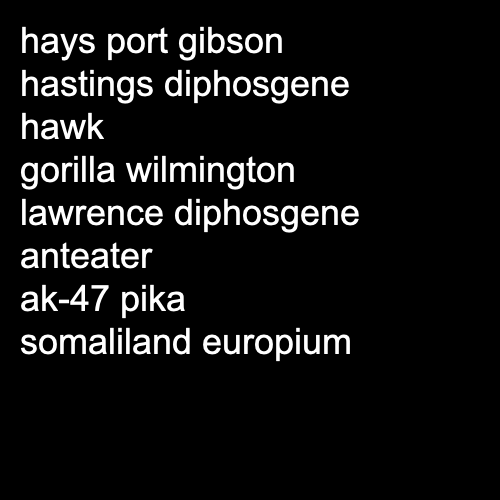 hays port gibson
hastings diphosgene
hawk
gorilla wilmington
lawrence diphosgene
anteater
ak-47 pika
somaliland europium